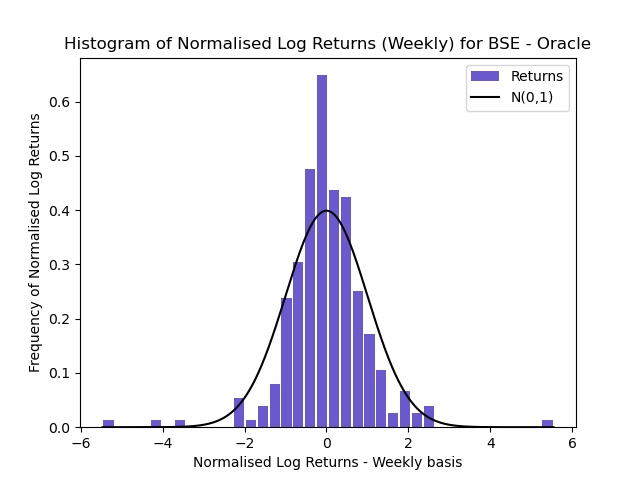 Histogram of Normalised Log Returns (Weekly) for BSE - Oracle
Frequency of Normalised Log Returns
0.6
0.5
0.4
0.3
0.2
0.1
0.0
Returns
N(0,1)
−6
−4
−2
0
2
4
6
Normalised Log Returns - Weekly basis